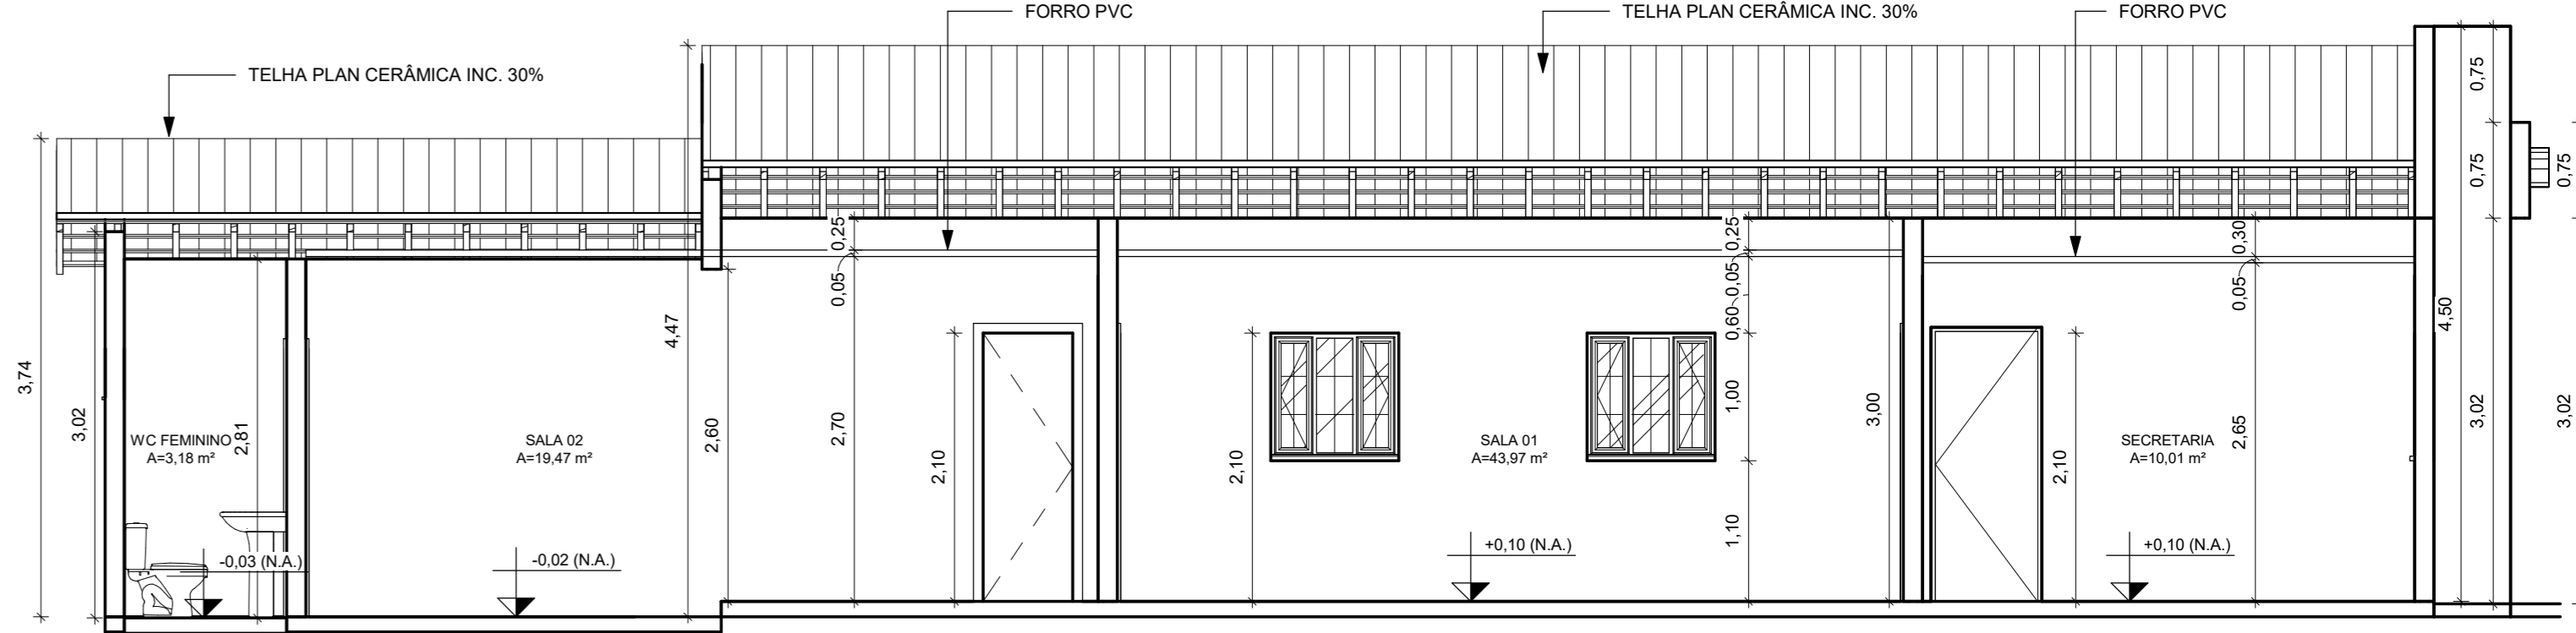 FORRO PVC
TELHA PLAN CERÂMICA INC. 30%
FORRO PVC
TELHA PLAN CERÂMICA INC. 30%
0,75
0,75
0,75
0,25
0,05
0,25
0,05
0,60
0,30
0,05
4,47
4,50
3,74
3,02
WC FEMININO
A=3,18 m²
2,81
SALA 02
A=19,47 m²
2,60
2,70
2,10
2,10
SALA 01
A=43,97 m²
1,00
3,00
2,10
SECRETARIA
A=10,01 m²
2,65
3,02
3,02
1,10
-0,03 (N.A.)
-0,02 (N.A.)
+0,10 (N.A.)
+0,10 (N.A.)